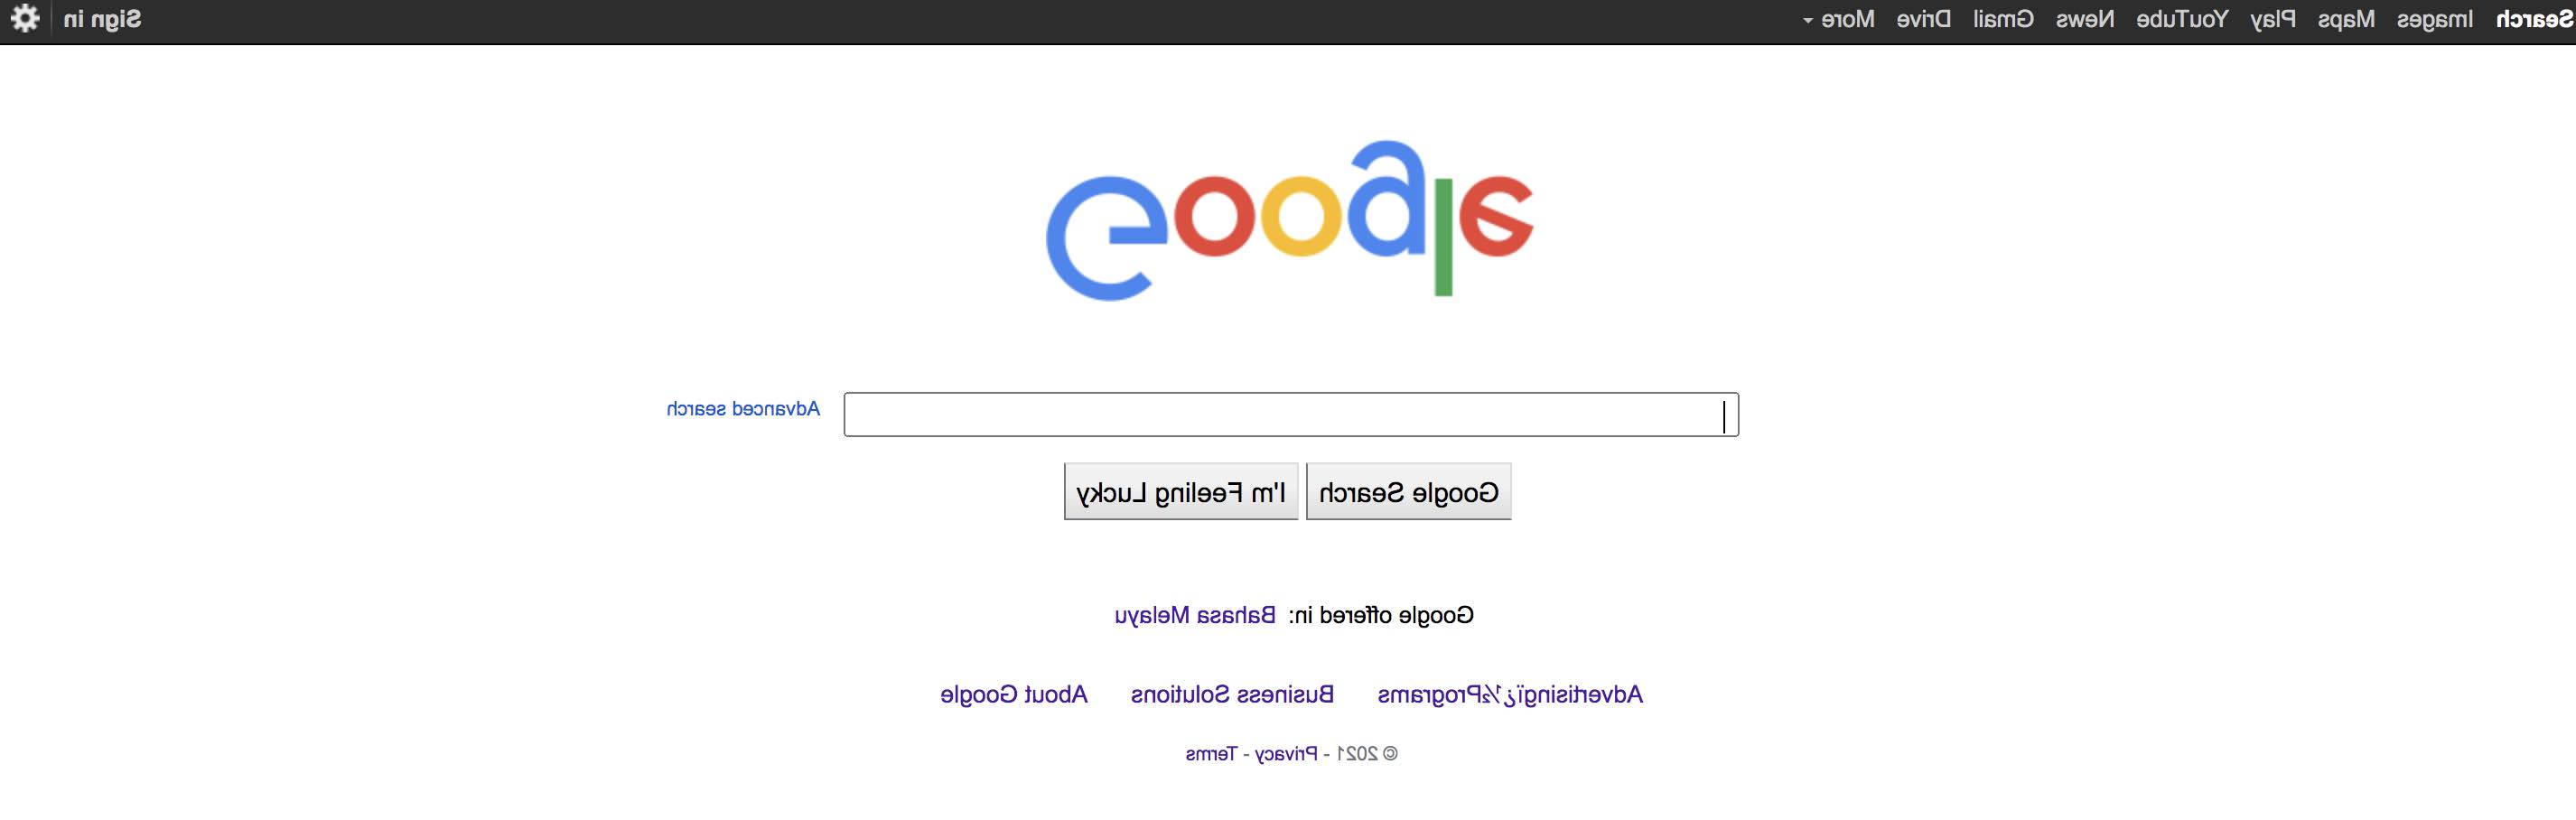 Search Images Maps Play YouTube News Gmail Drive More
Sign in
Google
Advanced search
Google Search I'm Feeling Lucky
Google offered in: Bahasa Melayu
Advertisingï¿½Programs Business Solutions About Google
© 2021 - Privacy - Terms